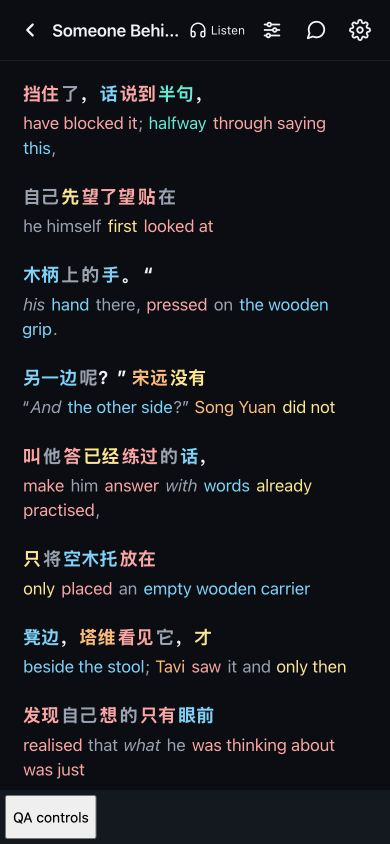 Someone Behi... Listen
挡住了，话说到半句，
have blocked it; halfway through saying
this,
自己先望了望贴在
he himself first looked at
木柄上的手。“
his hand there, pressed on the wooden
grip.
另一边呢？”宋远没有
“And the other side?” Song Yuan did not
叫他答已经练过的话，
make him answer with words already
practised,
只将空木托放在
only placed an empty wooden carrier
凳边，塔维看见它，才
beside the stool; Tavi saw it and only then
发现自己想的只有眼前
realised that what he was thinking about
was just
QA controls